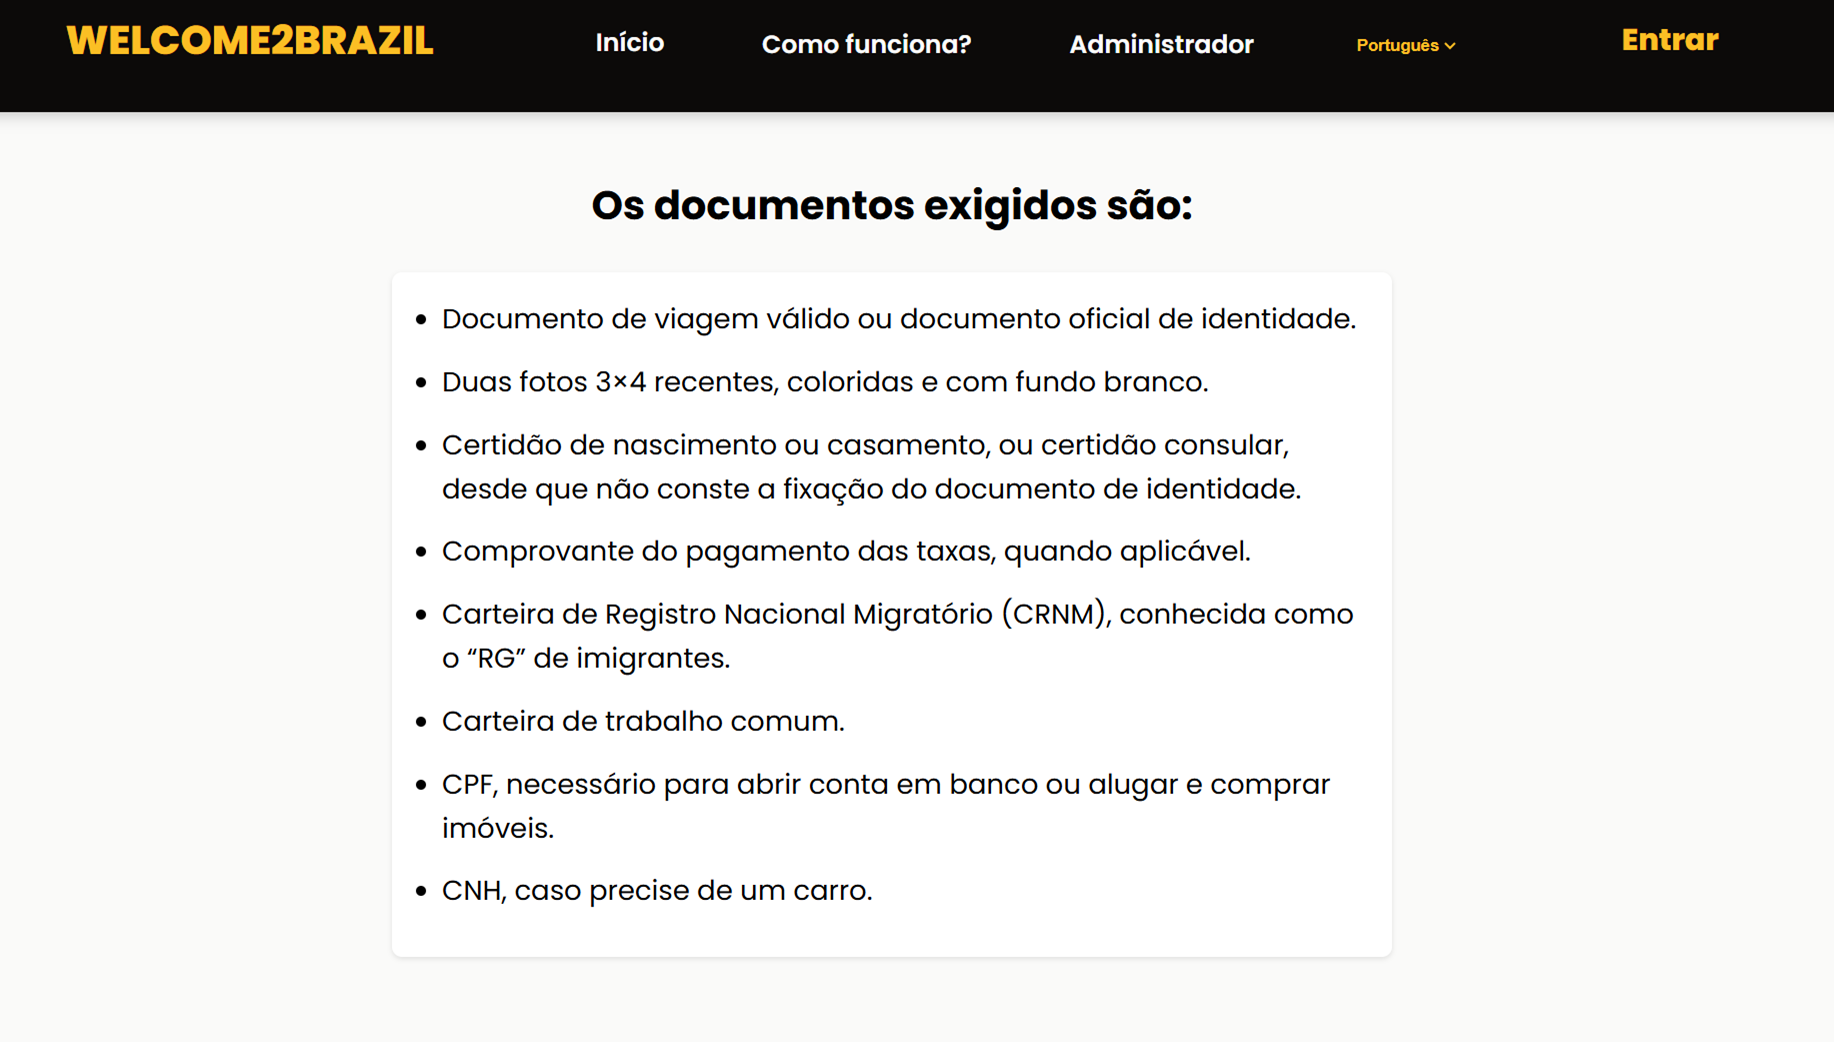 WELCOME2BRAZIL
Início
Como funciona?
Administrador
Português
Entrar
Os documentos exigidos são:
Documento de viagem válido ou documento oficial de identidade.
Duas fotos 3×4 recentes, coloridas e com fundo branco.
Certidão de nascimento ou casamento, ou certidão consular,
desde que não conste a fixação do documento de identidade.
Comprovante do pagamento das taxas, quando aplicável.
Carteira de Registro Nacional Migratório (CRNM), conhecida como
o “RG” de imigrantes.
Carteira de trabalho comum.
CPF, necessário para abrir conta em banco ou alugar e comprar
imóveis.
CNH, caso precise de um carro.